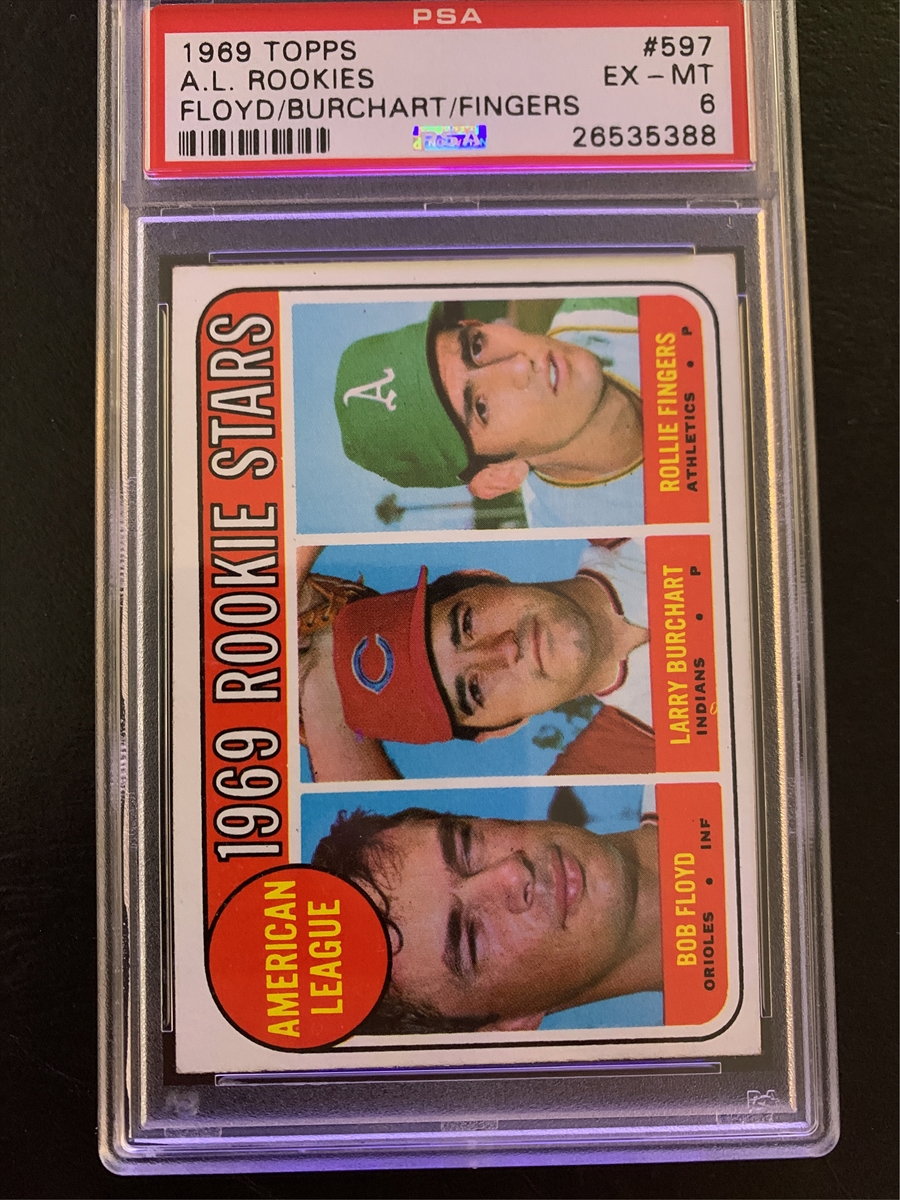 PSA
1969 TOPPS #597
A.L. ROOKIES EX - MT
FLOYD/BURCHART/FINGERS 6
26535388
1969 ROOKIE STARS
AMERICAN
LEAGUE
BOB FLOYD
ORIOLES • INF
LARRY BURCHART
INDIANS • P
ROLLIE FINGERS
ATHLETICS • P
A
C